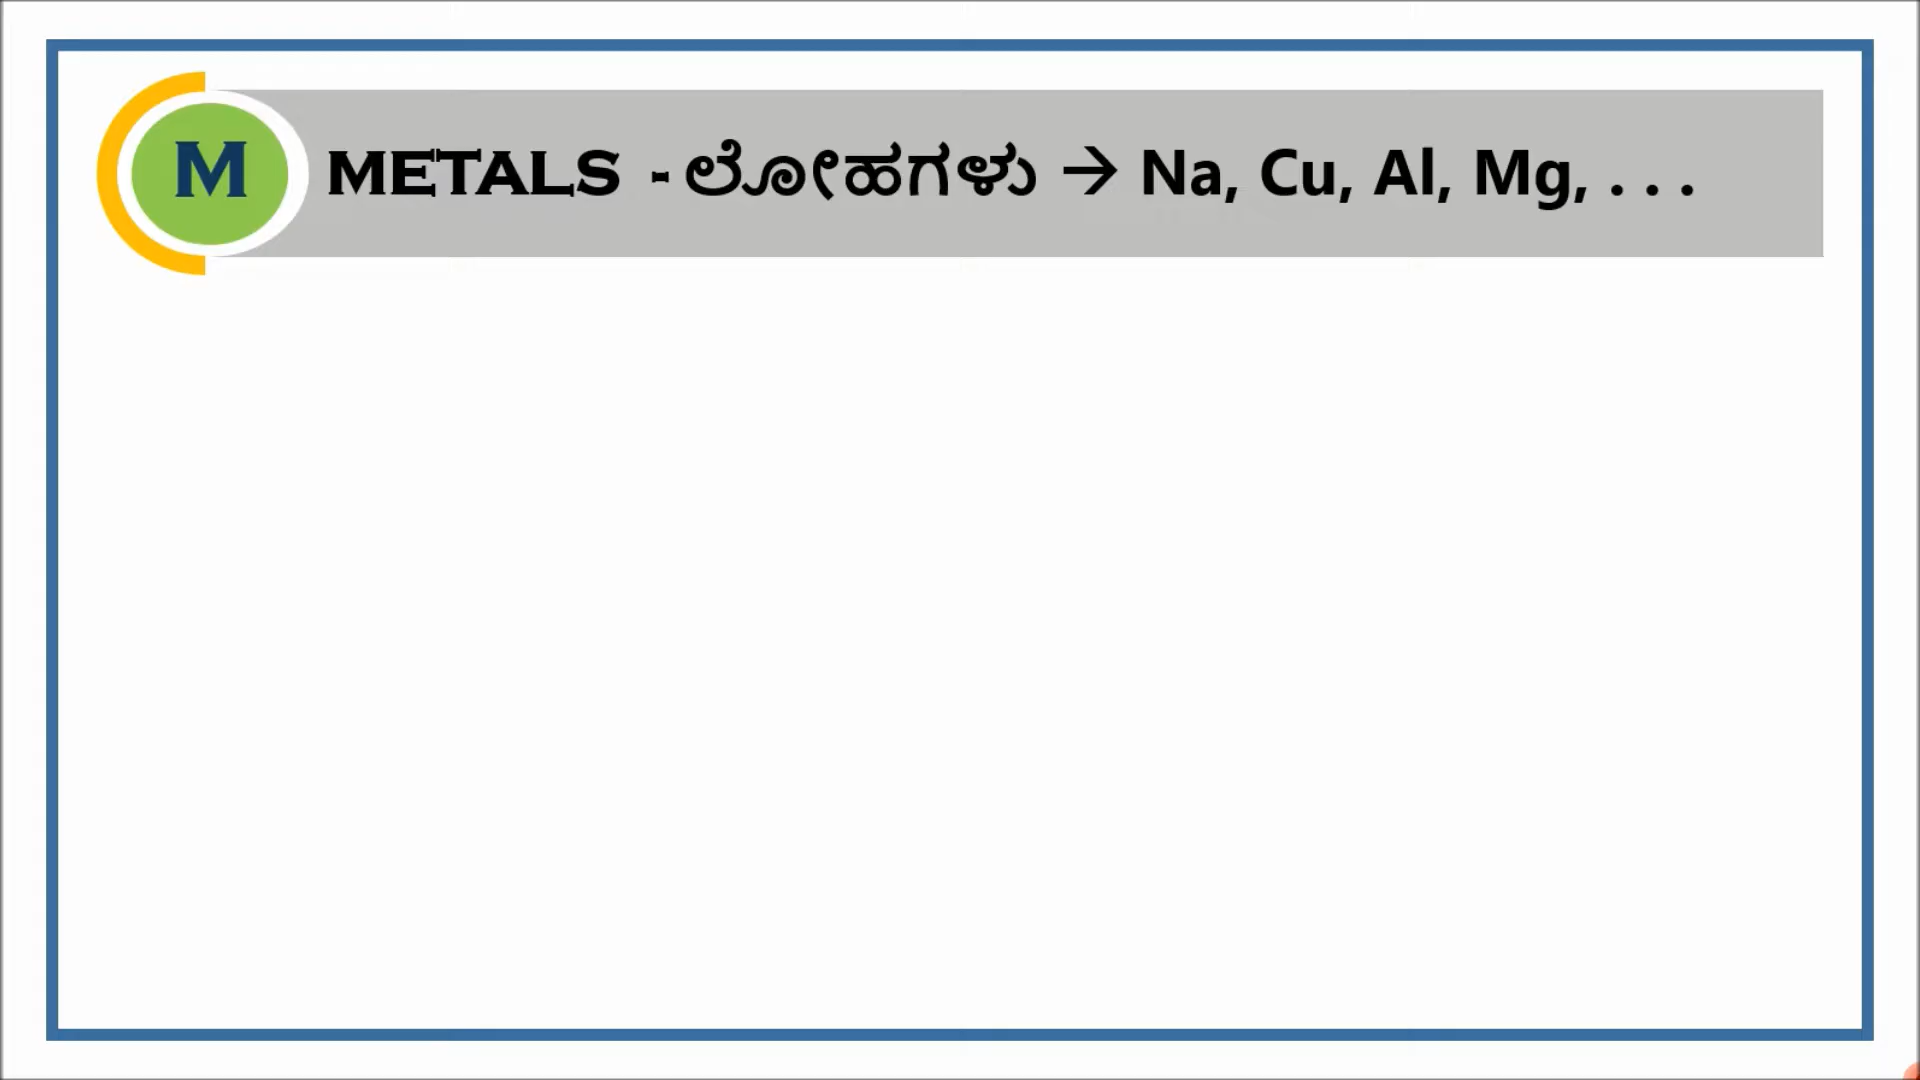 M METALS - ಲೋಹಗಳು → Na, Cu, Al, Mg, . . .